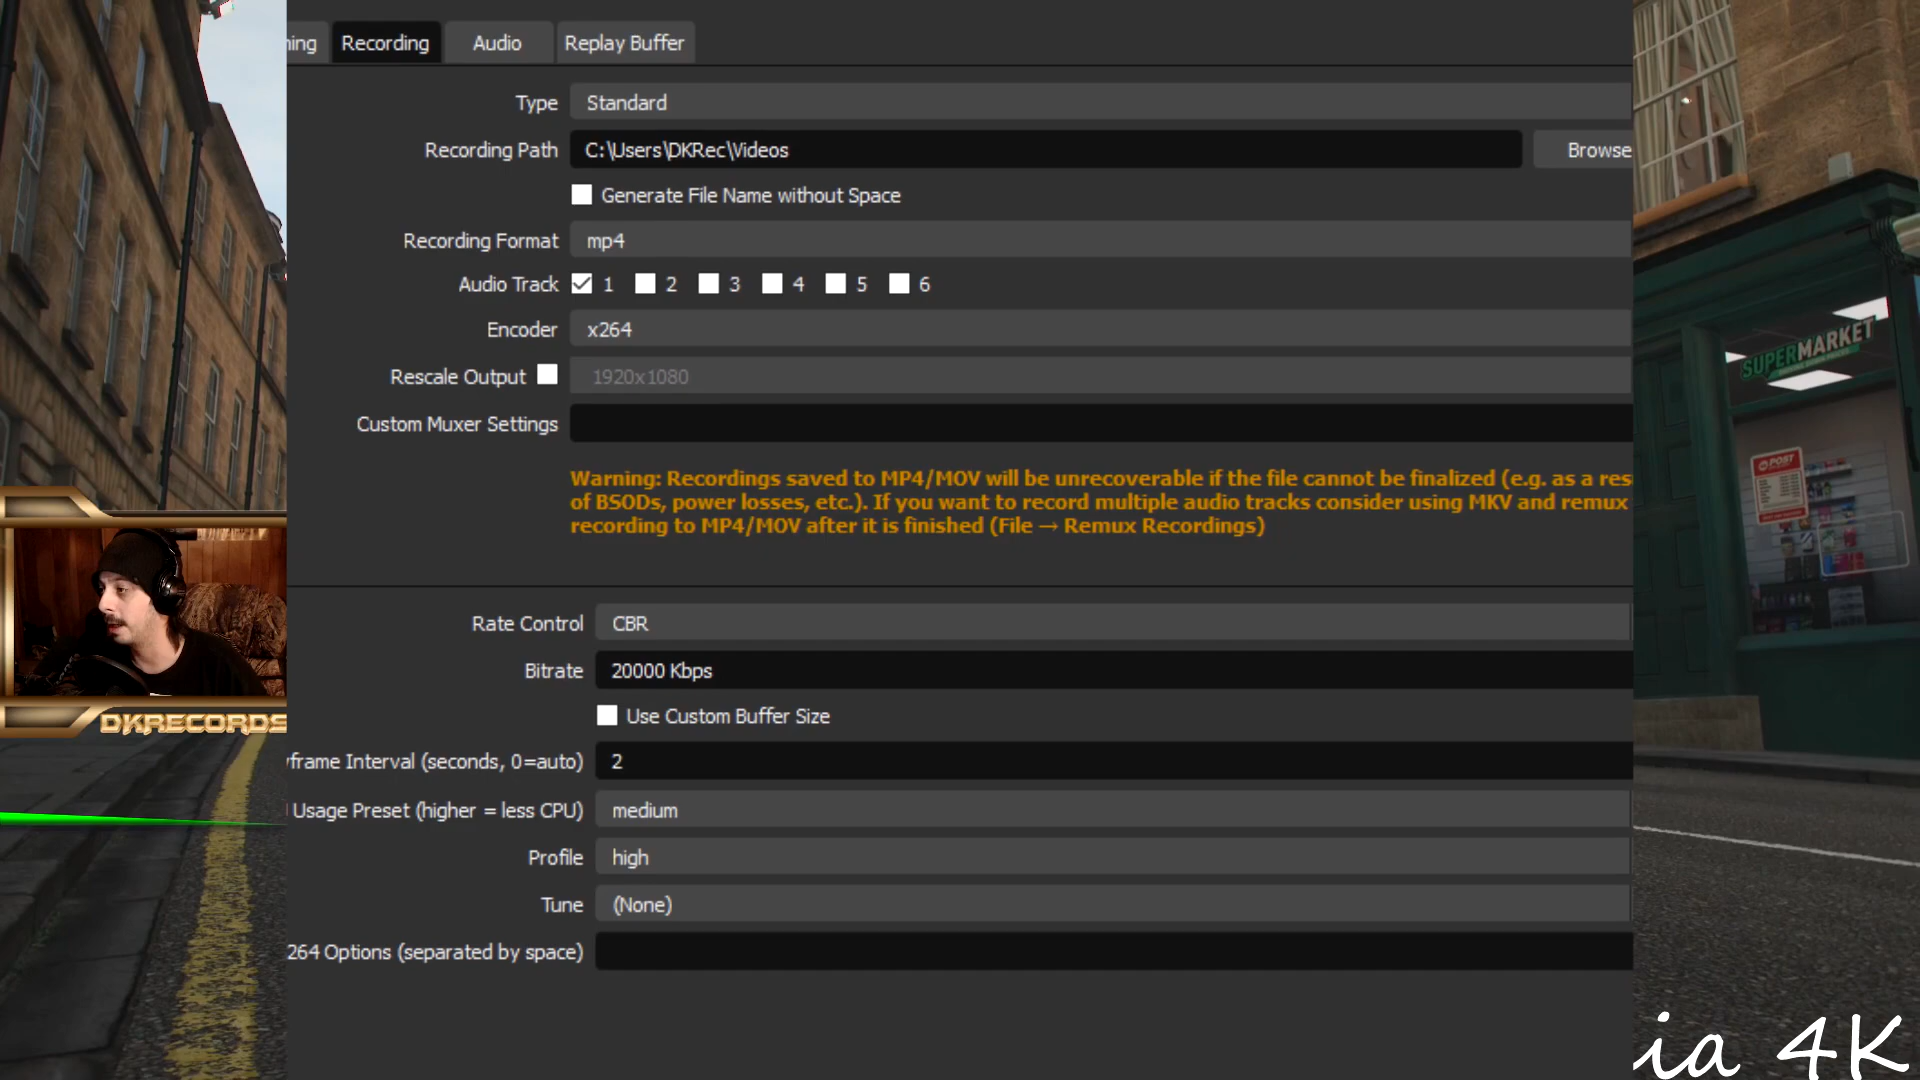 Recording
Audio
Replay Buffer
Type Standard
Recording Path C:\Users\DKRec\Videos Browse
Generate File Name without Space
Recording Format mp4
Audio Track 1 2 3 4 5 6
Encoder x264
Rescale Output 1920x1080
Custom Muxer Settings
Warning: Recordings saved to MP4/MOV will be unrecoverable if the file cannot be finalized (e.g. as a res
of BSODs, power losses, etc.). If you want to record multiple audio tracks consider using MKV and remux
recording to MP4/MOV after it is finished (File → Remux Recordings)
Rate Control CBR
Bitrate 20000 Kbps
Use Custom Buffer Size
frame Interval (seconds, 0=auto) 2
Usage Preset (higher = less CPU) medium
Profile high
Tune (None)
264 Options (separated by space)
DKRECORDS
SUPERMARKET
POST
ia 4K